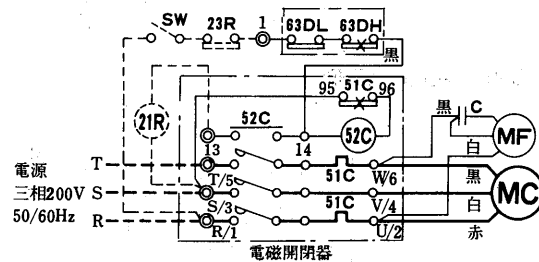 SW
23R
1
63DL
63DH
黒
95
51C
96
21R
52C
52C
13
14
黒
C
白
MF
電源
三相200V
50/60Hz
T
T/5
51C
W/6
黒
S
S/3
V/4
白
MC
R
R/1
51C
U/2
赤
電磁開閉器